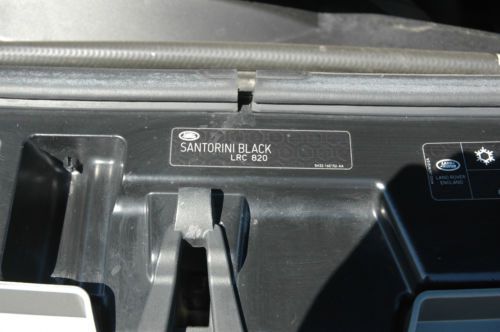 SANTORINI BLACK
LRC 820
LAND ROVER
ENGLAND